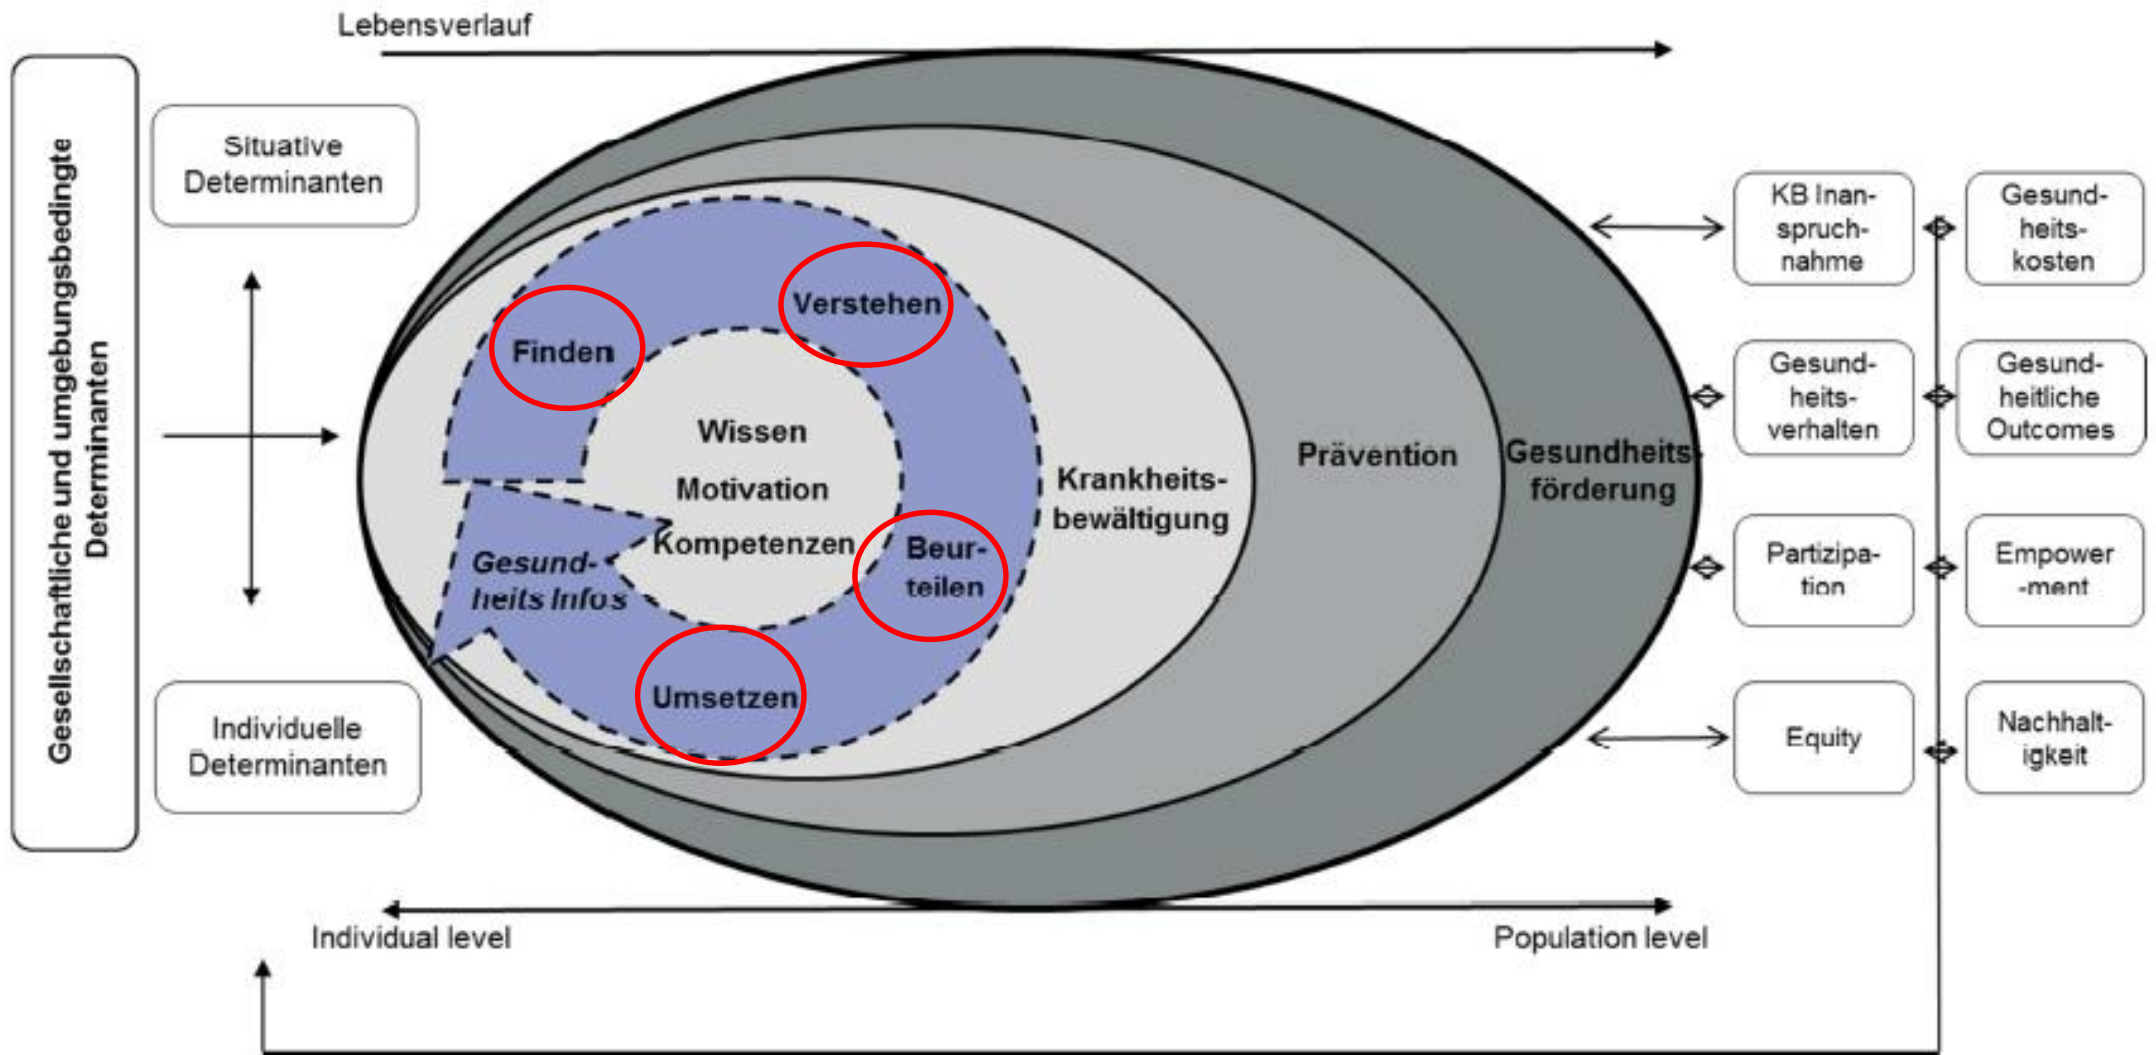 Lebensverlauf
Gesellschaftliche und umgebungsbedingte
Determinanten
Situative
Determinanten
Individuelle
Determinanten
Finden
Verstehen
Beur-
teilen
Umsetzen
Gesund-
heits Infos
Wissen
Motivation
Kompetenzen
Krankheits-
bewältigung
Prävention
Gesundheits-
förderung
KB Inan-
spruch-
nahme
Gesund-
heits-
kosten
Gesund-
heits-
verhalten
Gesund-
heitliche
Outcomes
Partizipa-
tion
Empower
-ment
Equity
Nachhalt-
igkeit
Individual level
Population level